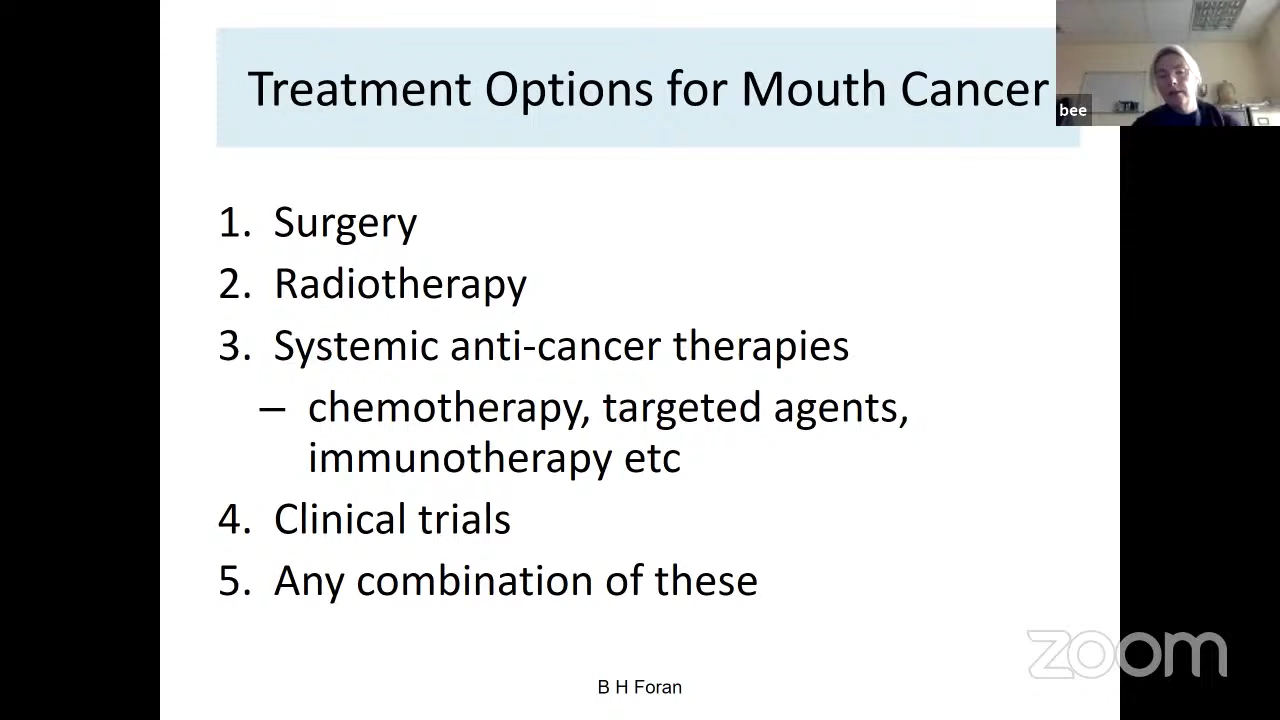 Treatment Options for Mouth Cancer
bee
1. Surgery
2. Radiotherapy
3. Systemic anti-cancer therapies
– chemotherapy, targeted agents,
immunotherapy etc
4. Clinical trials
5. Any combination of these
zoom
B H Foran